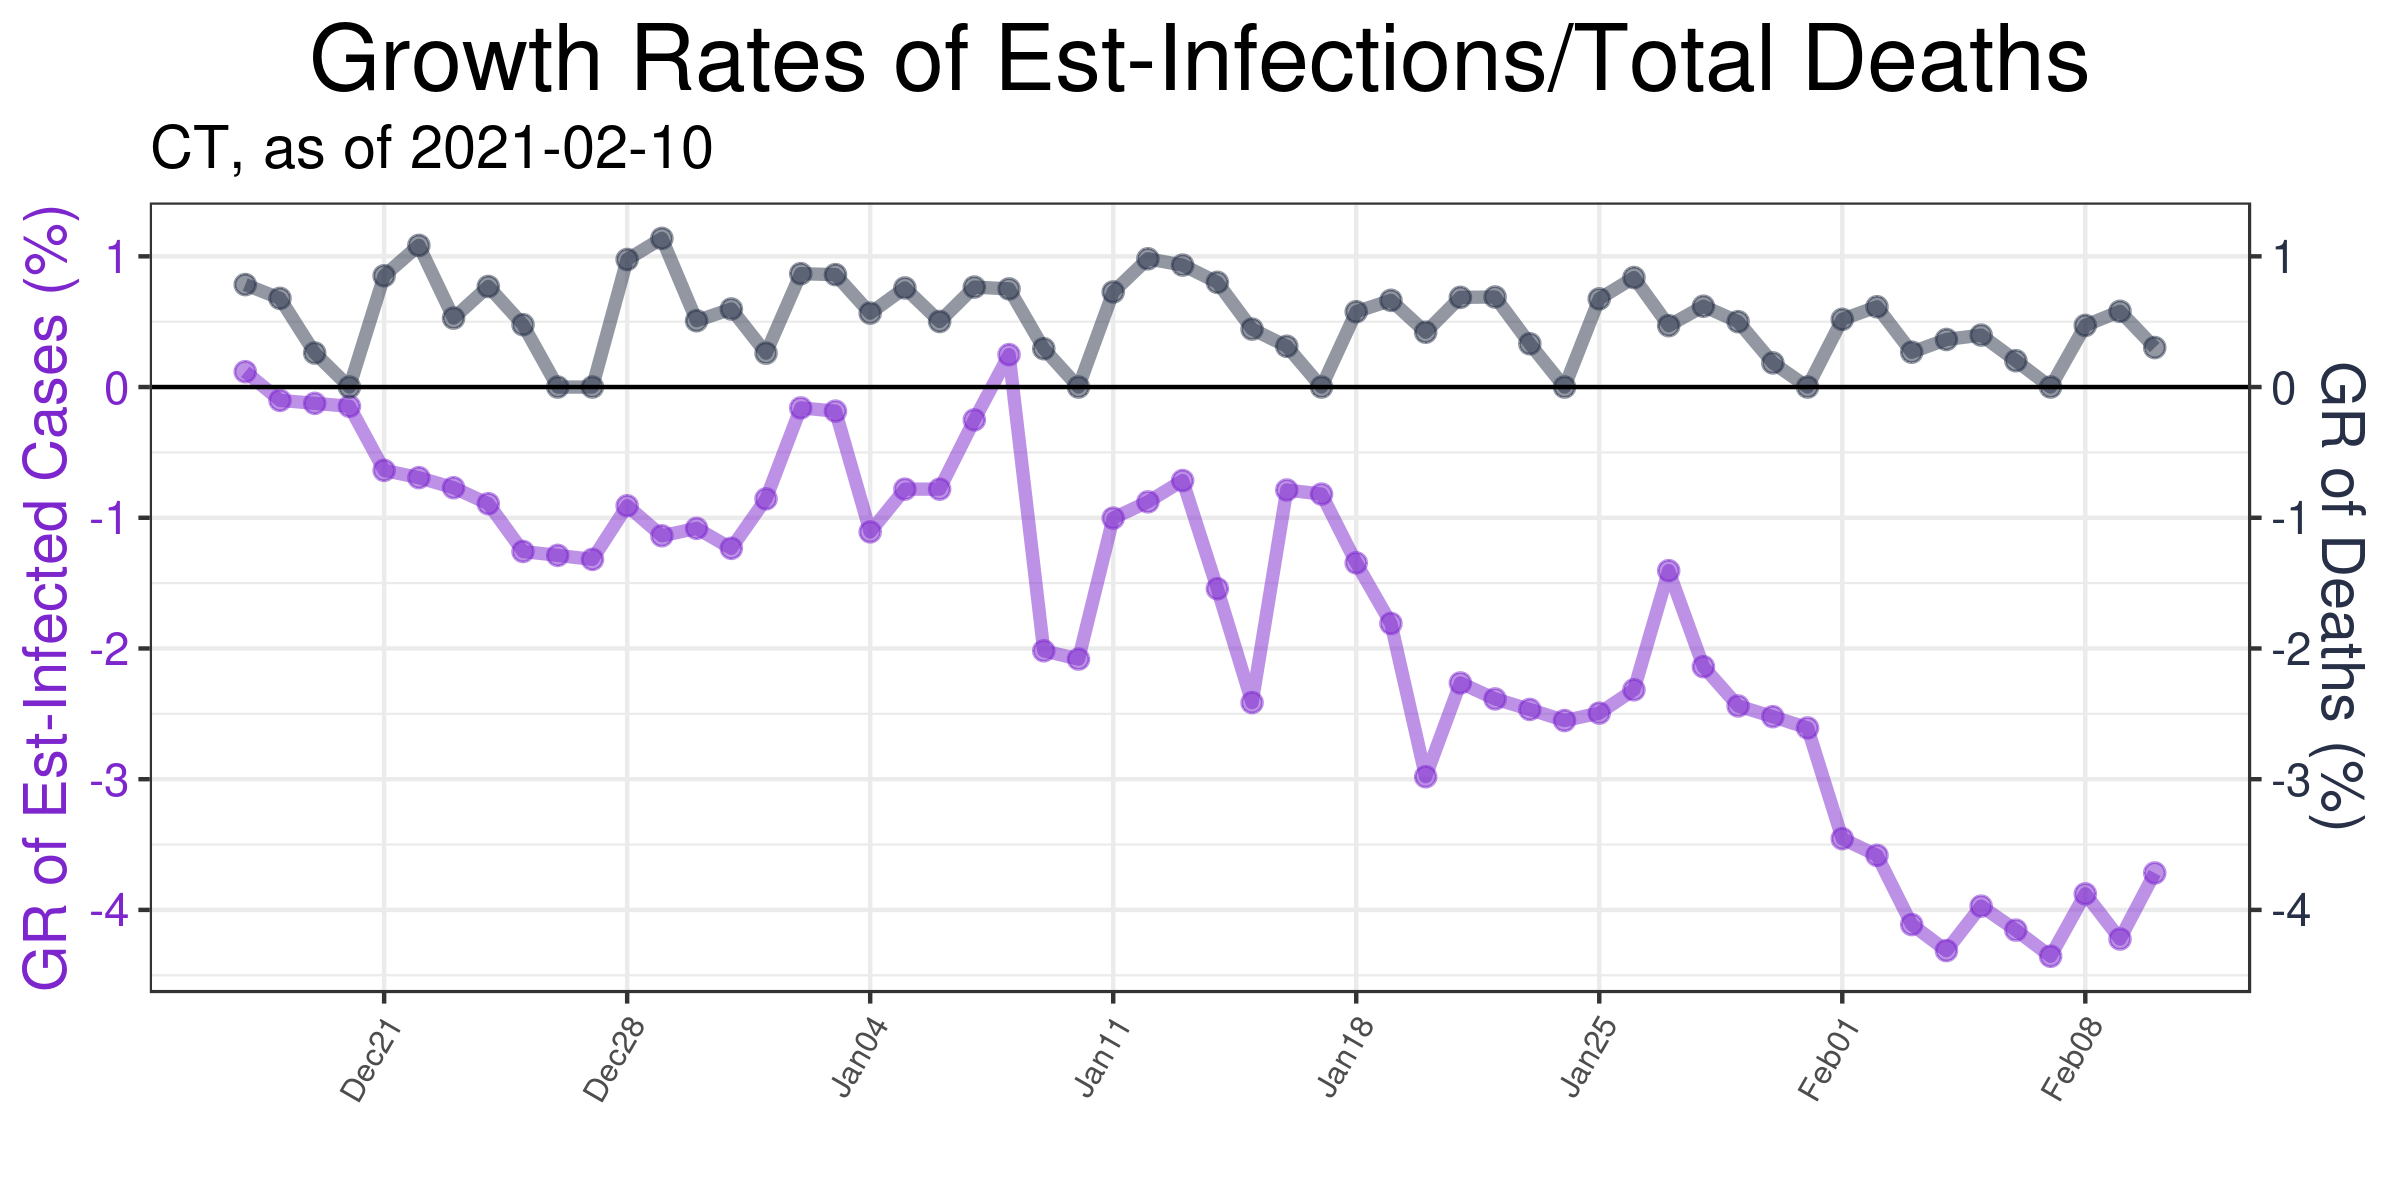 Growth Rates of Est-Infections/Total Deaths
CT, as of 2021-02-10
GR of Est-Infected Cases (%)
1
0
-1
-2
-3
-4
1
0
-1
-2
-3
-4
GR of Deaths (%)
Dec21
Dec28
Jan04
Jan11
Jan18
Jan25
Feb01
Feb08